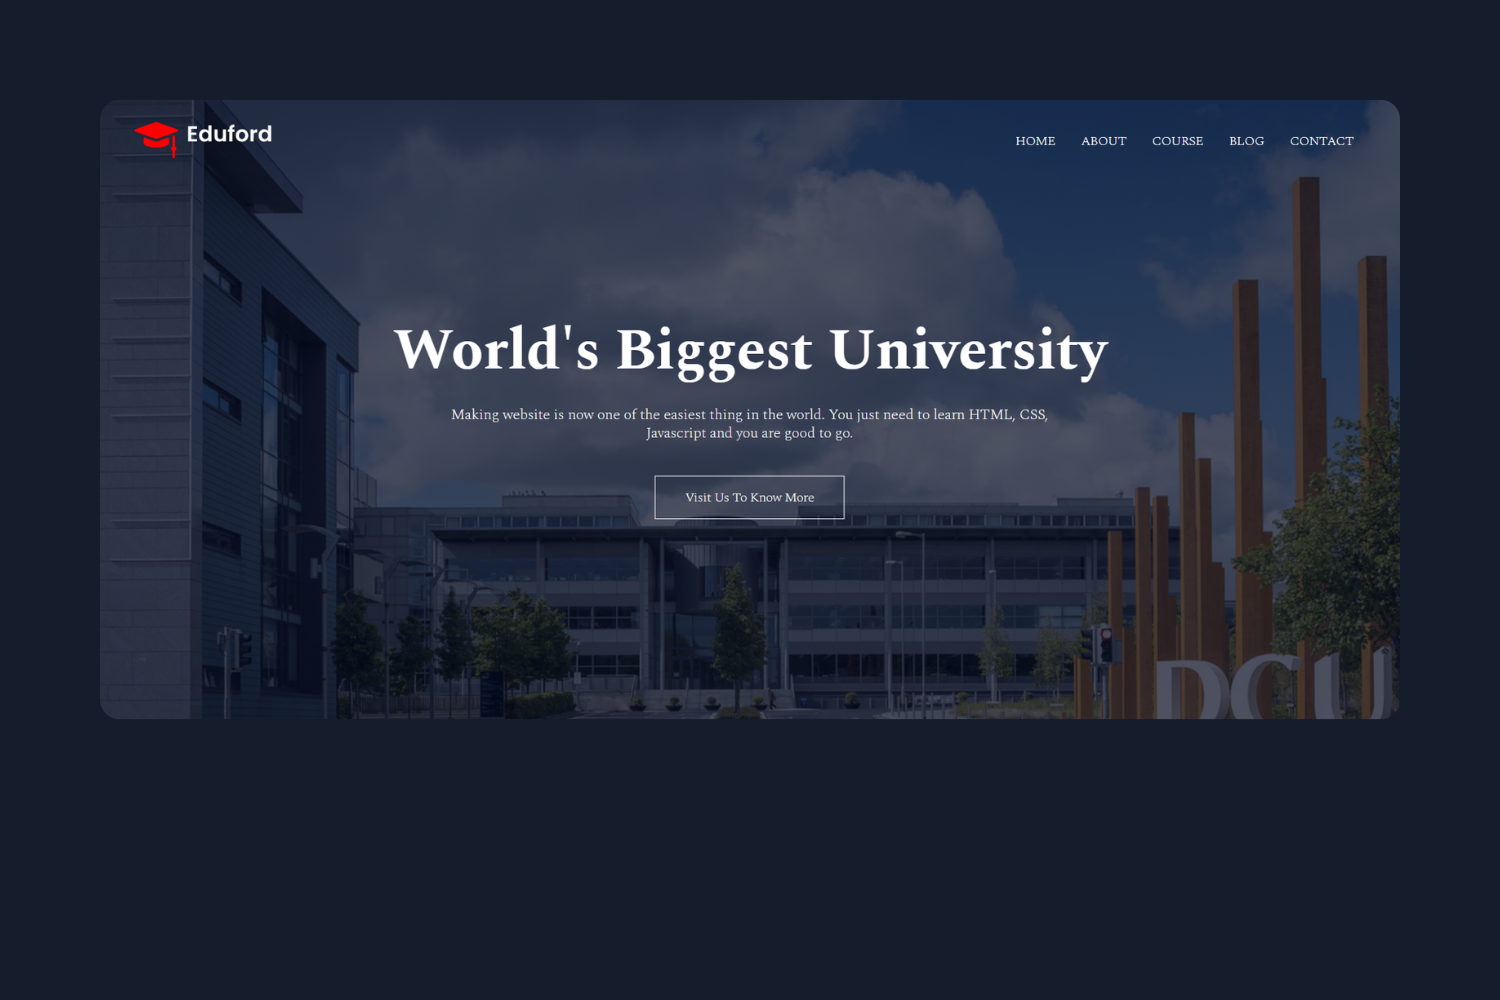 Eduford
HOME ABOUT COURSE BLOG CONTACT
World's Biggest University
Making website is now one of the easiest thing in the world. You just need to learn HTML, CSS,
Javascript and you are good to go.
Visit Us To Know More
DCU